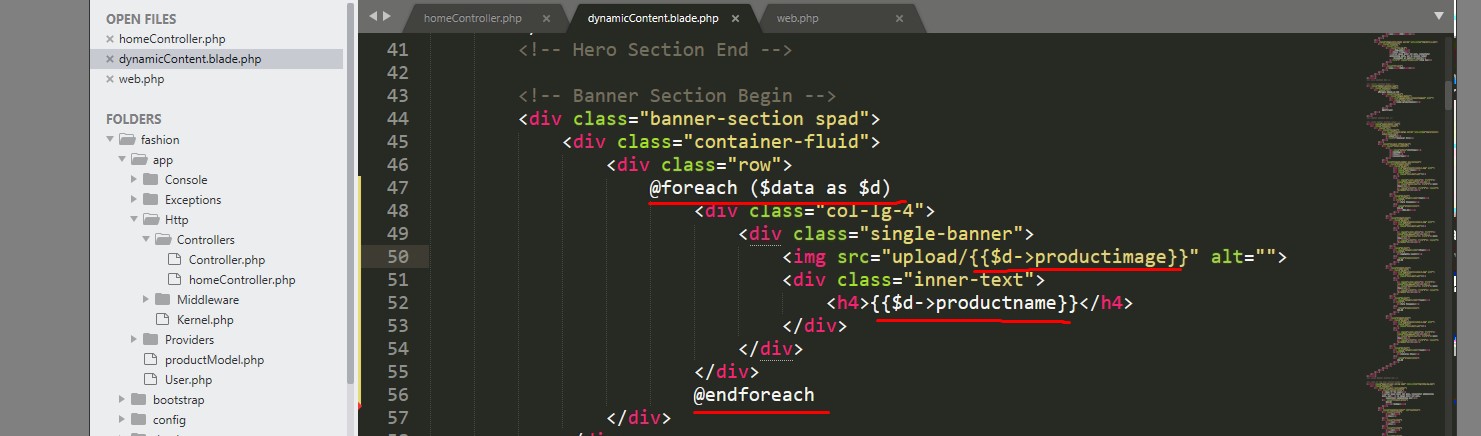 OPEN FILES
homeController.php
dynamicContent.blade.php
web.php
FOLDERS
fashion
app
Console
Exceptions
Http
Controllers
Controller.php
homeController.php
Middleware
Kernel.php
Providers
productModel.php
User.php
bootstrap
config
homeController.php
dynamicContent.blade.php
web.php
41 <!-- Hero Section End -->
42
43 <!-- Banner Section Begin -->
44 <div class="banner-section spad">
45 <div class="container-fluid">
46 <div class="row">
47 @foreach ($data as $d)
48 <div class="col-lg-4">
49 <div class="single-banner">
50 <img src="upload/{{$d->productimage}}" alt="">
51 <div class="inner-text">
52 <h4>{{$d->productname}}</h4>
53 </div>
54 </div>
55 </div>
56 @endforeach
57 </div>